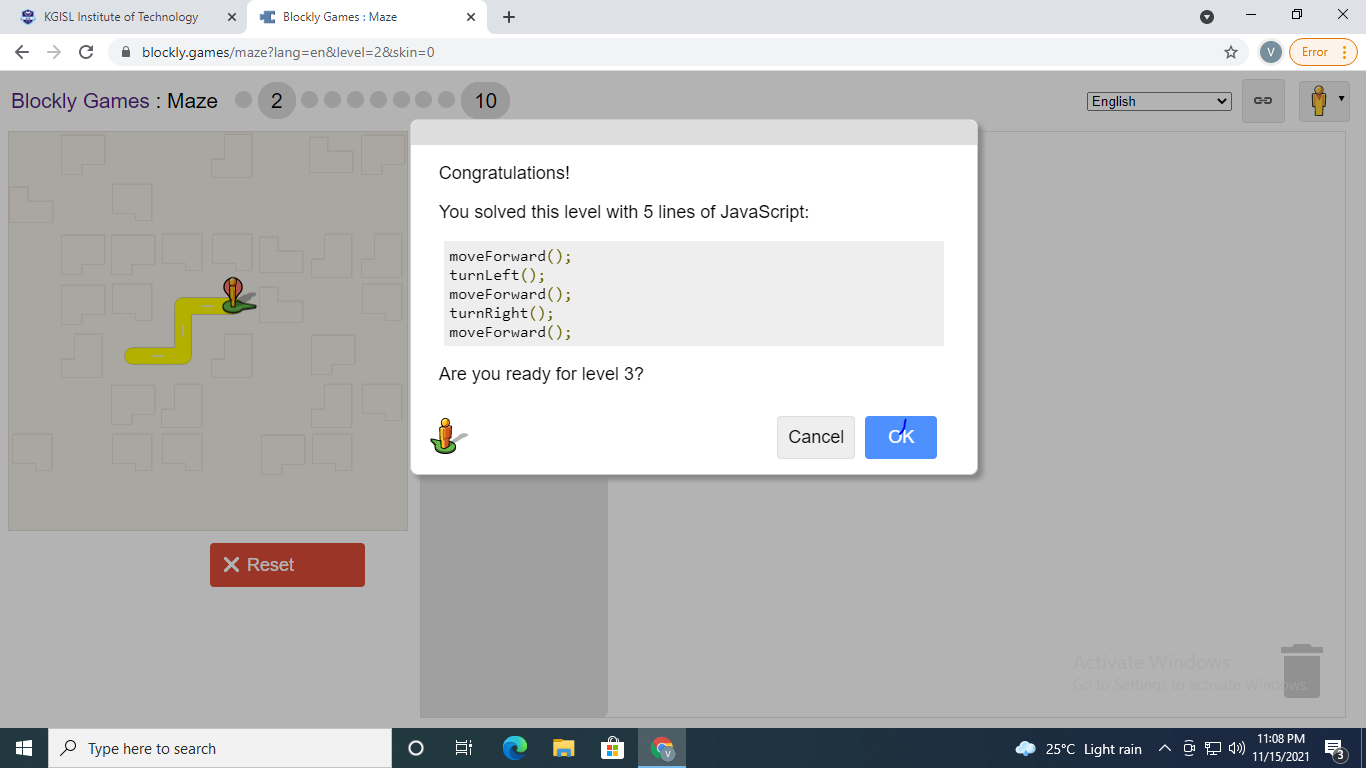 KGISL Institute of Technology
Blockly Games : Maze
blockly.games/maze?lang=en&level=2&skin=0
V
Error
Blockly Games : Maze
2
10
English
Congratulations!
You solved this level with 5 lines of JavaScript:
moveForward();
turnLeft();
moveForward();
turnRight();
moveForward();
Are you ready for level 3?
Cancel
OK
Reset
Activate Windows
Go to Settings to activate Windows.
Type here to search
V
25°C Light rain
11:08 PM
11/15/2021
3